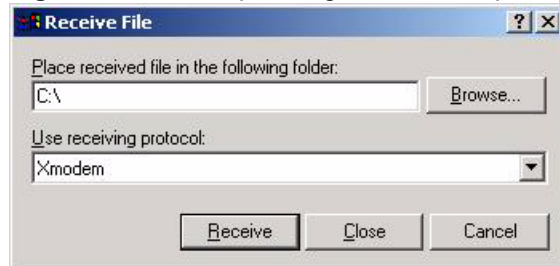 Receive File
Place received file in the following folder:
C:\
Browse...
Use receiving protocol:
Xmodem
Receive Close Cancel